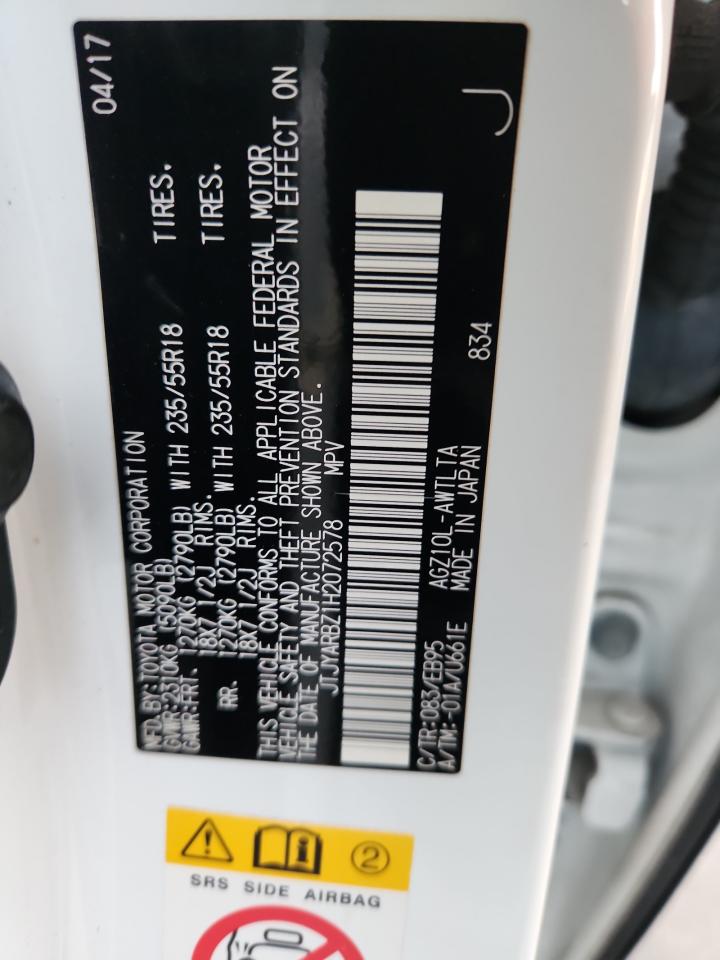 MFD.BY:TOYOTA MOTOR CORPORATION 04/17
GVWR:2310KG (5090LB)
GAWR:FRT. 1270KG (2790LB) WITH 235/55R18 TIRES,
18X7 1/2J RIMS.
RR. 1270KG (2790LB) WITH 235/55R18 TIRES,
18X7 1/2J RIMS.
THIS VEHICLE CONFORMS TO ALL APPLICABLE FEDERAL MOTOR
VEHICLE SAFETY AND THEFT PREVENTION STANDARDS IN EFFECT ON
THE DATE OF MANUFACTURE SHOWN ABOVE.
JTJYARBZ1H2072578 MPV
C/TR:083/EB95 AGZ10L-AWTLTA 834 J
A/TM:-01A/U661E MADE IN JAPAN
2
SRS SIDE AIRBAG